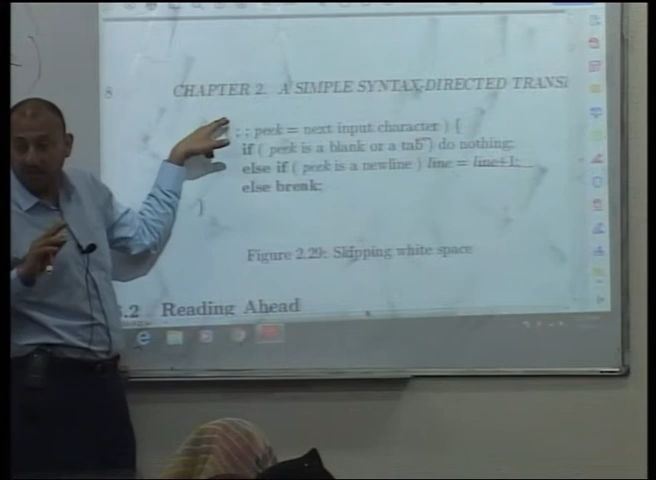 8 CHAPTER 2. A SIMPLE SYNTAX-DIRECTED TRANS
; ; peek = next input character ) {
if ( peek is a blank or a tab ) do nothing;
else if ( peek is a newline ) line = line+1;
else break;
}
Figure 2.29: Skipping white space
.2 Reading Ahead